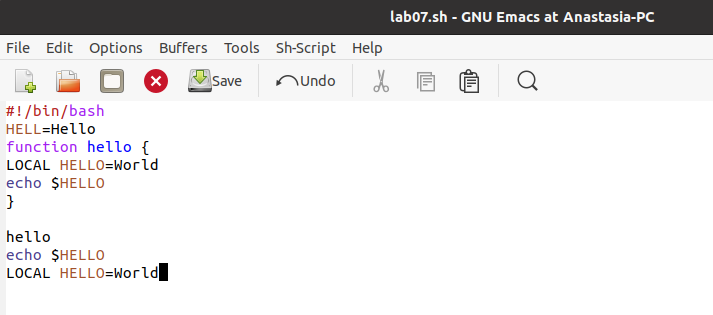 lab07.sh - GNU Emacs at Anastasia-PC
File Edit Options Buffers Tools Sh-Script Help
Save Undo
#!/bin/bash
HELL=Hello
function hello {
LOCAL HELLO=World
echo $HELLO
}
hello
echo $HELLO
LOCAL HELLO=World